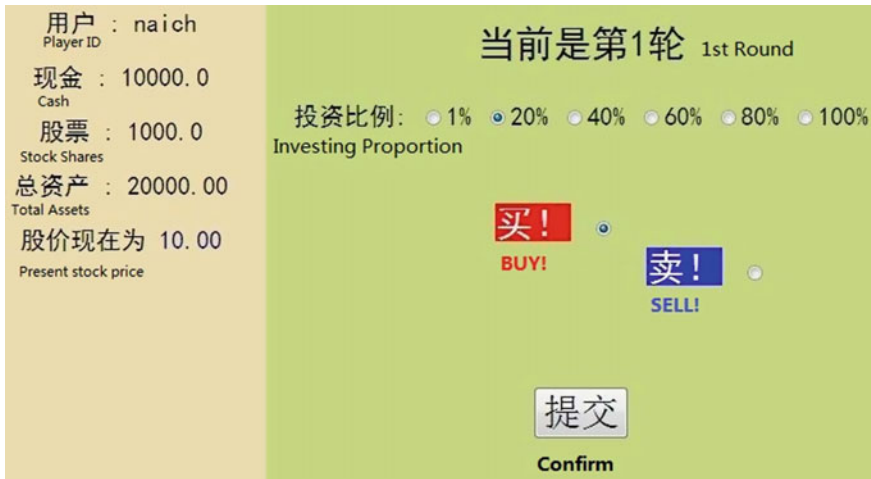 用户 : naich
Player ID
现金 : 10000.0
Cash
股票 : 1000.0
Stock Shares
总资产 : 20000.00
Total Assets
股价现在为 10.00
Present stock price
当前是第1轮 1st Round
投资比例: 1% 20% 40% 60% 80% 100%
Investing Proportion
买!
BUY!
卖!
SELL!
提交
Confirm